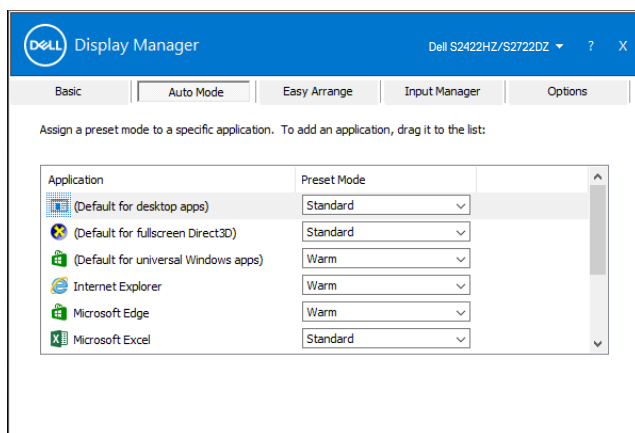 DELL Display Manager Dell S2422HZ/S2722DZ ? X
Basic Auto Mode Easy Arrange Input Manager Options
Assign a preset mode to a specific application. To add an application, drag it to the list:
Application Preset Mode
(Default for desktop apps) Standard
(Default for fullscreen Direct3D) Standard
(Default for universal Windows apps) Warm
Internet Explorer Warm
Microsoft Edge Warm
Microsoft Excel Standard